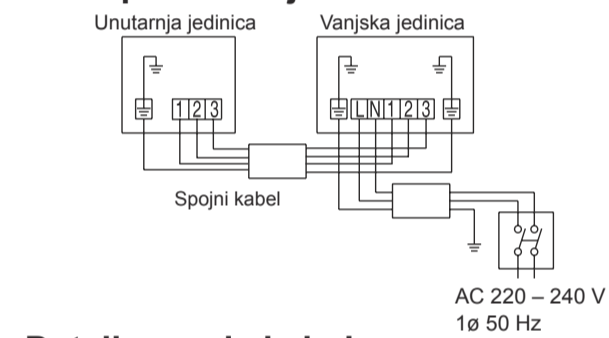 Unutarnja jedinica
Vanjska jedinica
1 2 3
L N 1 2 3
Spojni kabel
AC 220 – 240 V
1ø 50 Hz